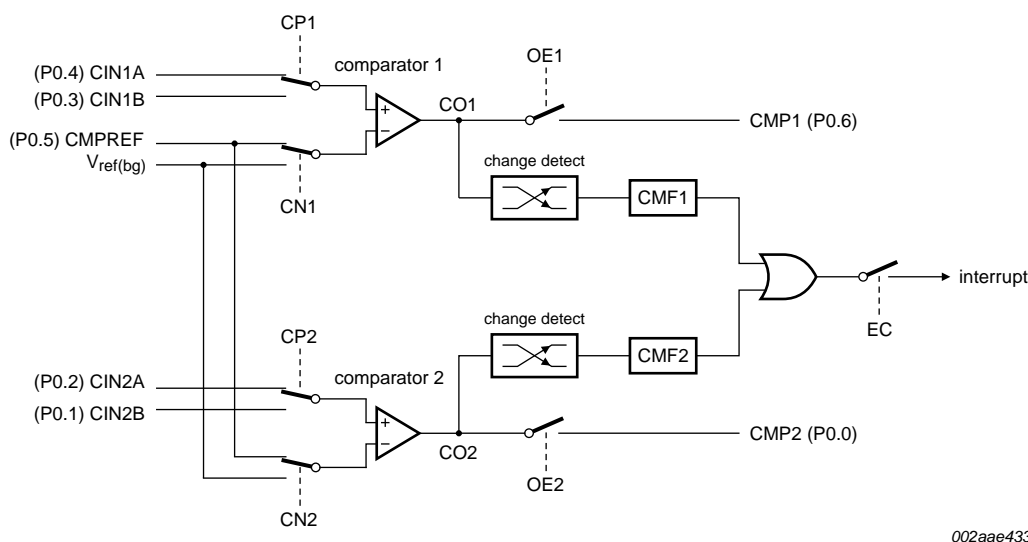 CP1
(P0.4) CIN1A
comparator 1
OE1
(P0.3) CIN1B
+
CO1
(P0.5) CMPREF
−
CMP1 (P0.6)
Vref(bg)
change detect
CN1
CMF1
interrupt
change detect
EC
CP2
CMF2
(P0.2) CIN2A
comparator 2
(P0.1) CIN2B
+
−
CO2
CMP2 (P0.0)
OE2
CN2
002aae433